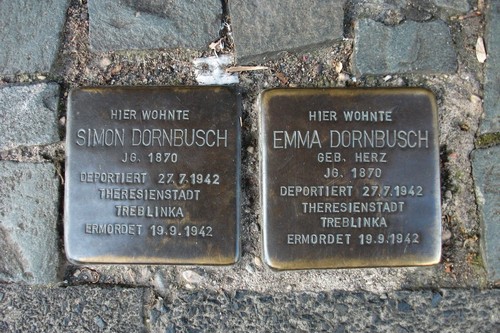 HIER WOHNTE
SIMON DORNBUSCH
JG. 1870
DEPORTIERT 27.7.1942
THERESIENSTADT
TREBLINKA
ERMORDET 19.9.1942
HIER WOHNTE
EMMA DORNBUSCH
GEB. HERZ
JG. 1870
DEPORTIERT 27.7.1942
THERESIENSTADT
TREBLINKA
ERMORDET 19.9.1942